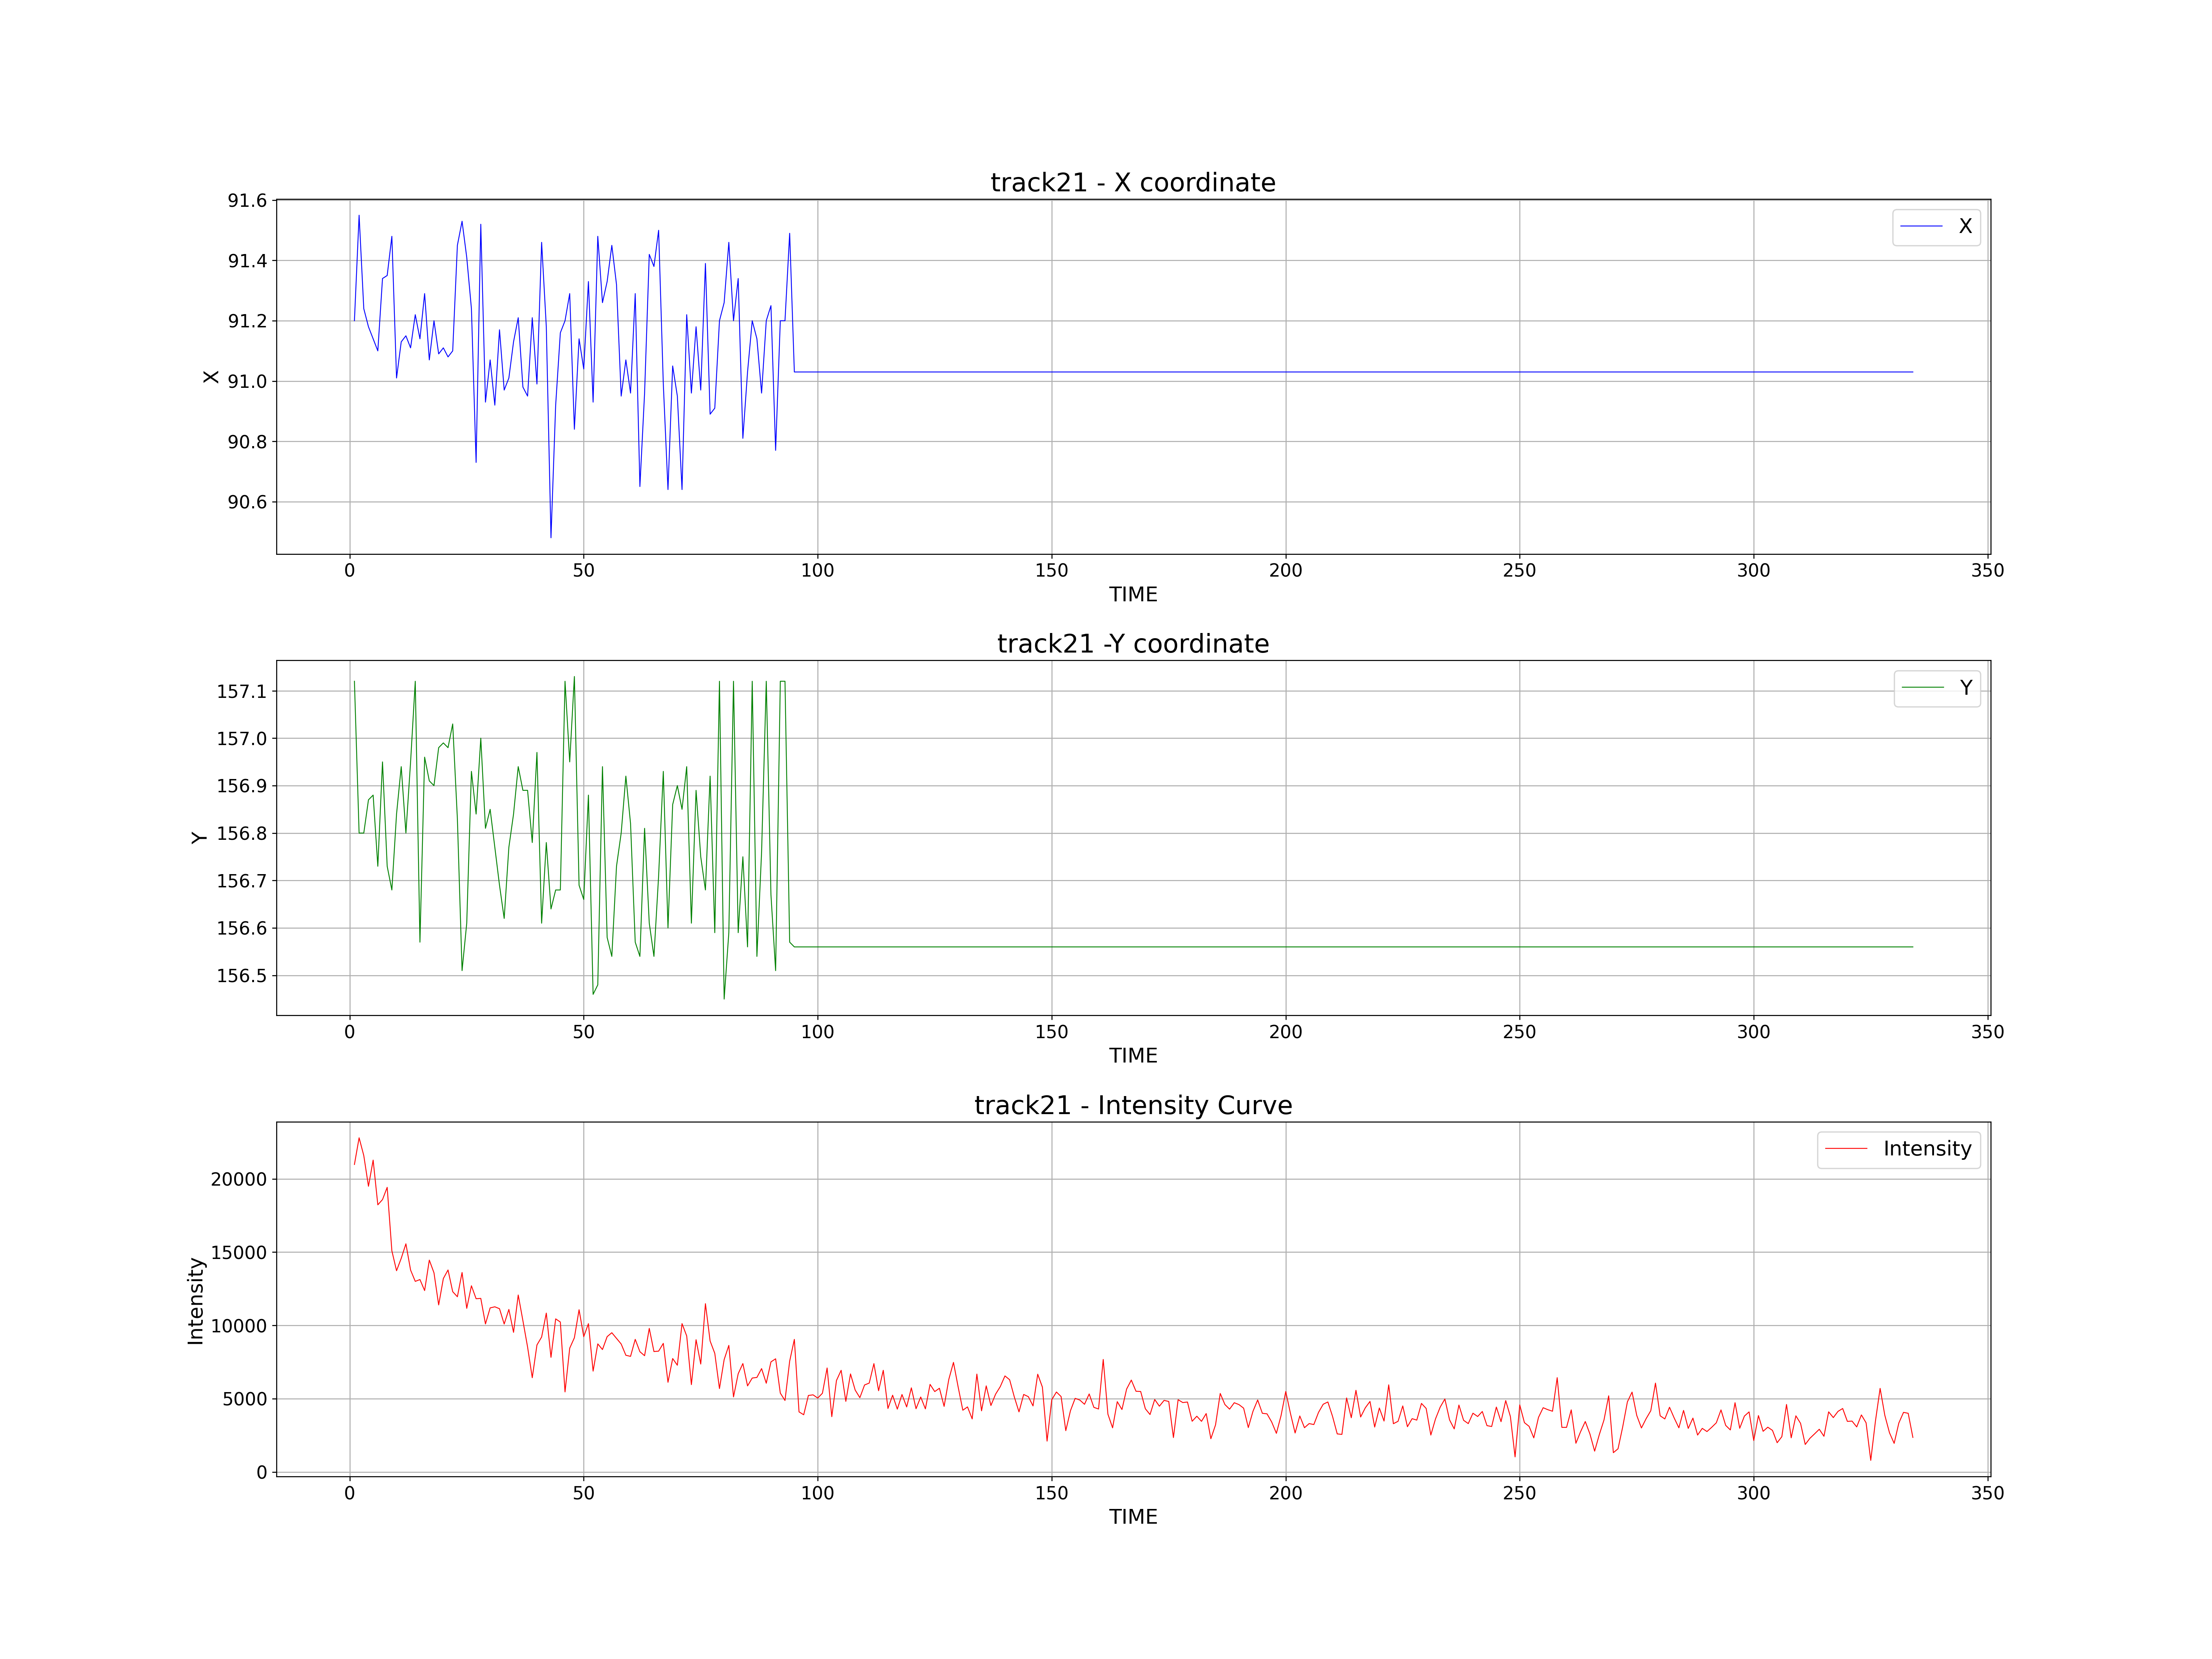 track21 - X coordinate
91.6
91.4
91.2
91.0
90.8
90.6
X
X
0 50 100 150 200 250 300 350
TIME
track21 -Y coordinate
157.1
157.0
156.9
156.8
156.7
156.6
156.5
Y
Y
0 50 100 150 200 250 300 350
TIME
track21 - Intensity Curve
20000
15000
10000
5000
0
Intensity
Intensity
0 50 100 150 200 250 300 350
TIME